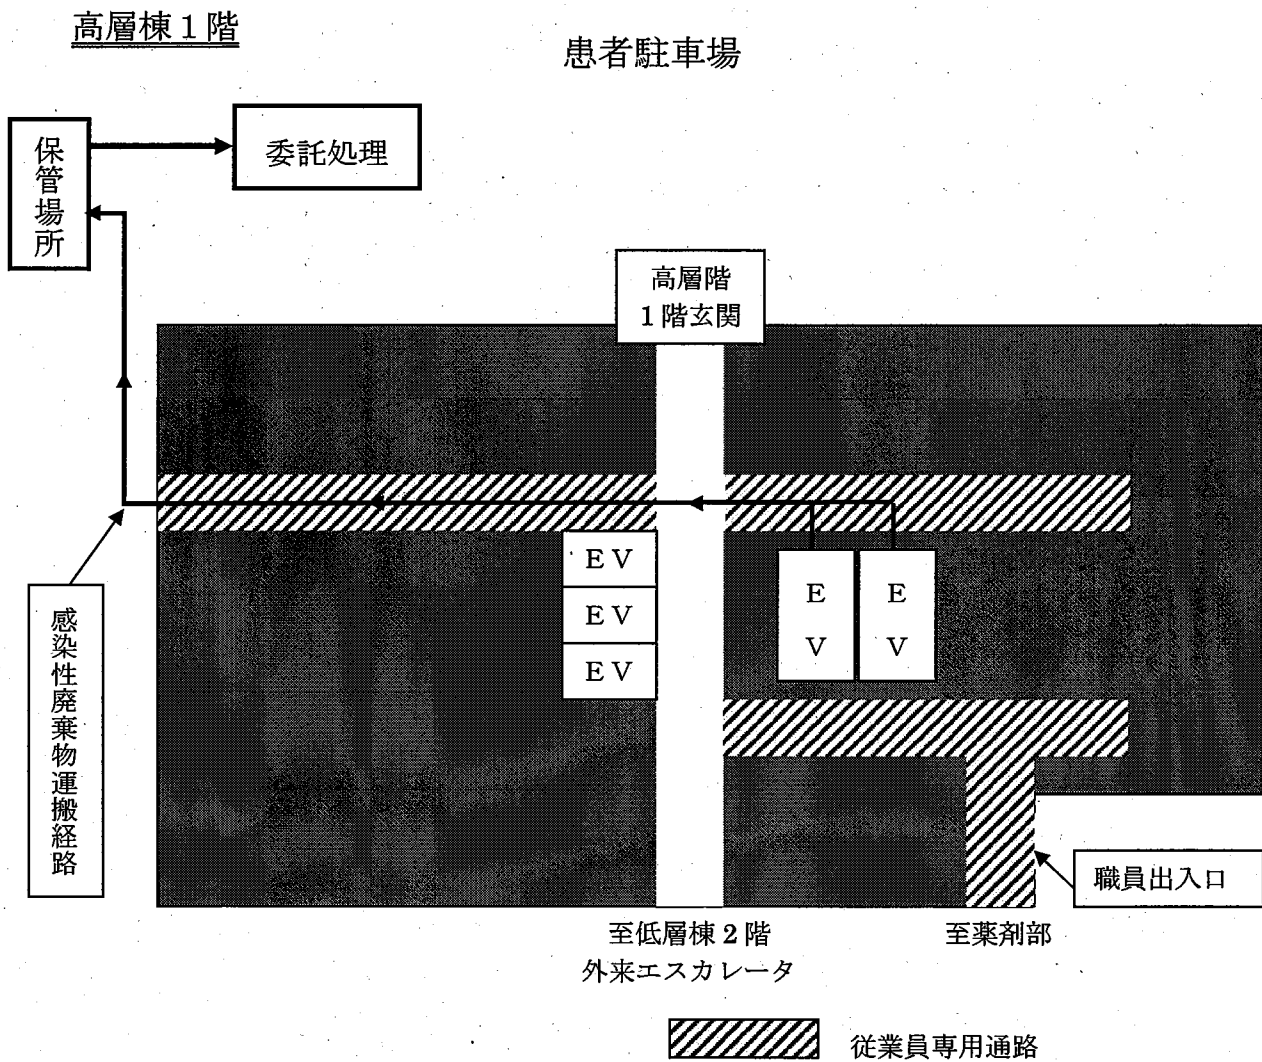 高層棟１階
患者駐車場
保管場所
委託処理
高層階
１階玄関
ＥＶ
ＥＶ
ＥＶ
ＥＶ
ＥＶ
感染性廃棄物運搬経路
職員出入口
至低層棟２階
外来エスカレータ
至薬剤部
従業員専用通路